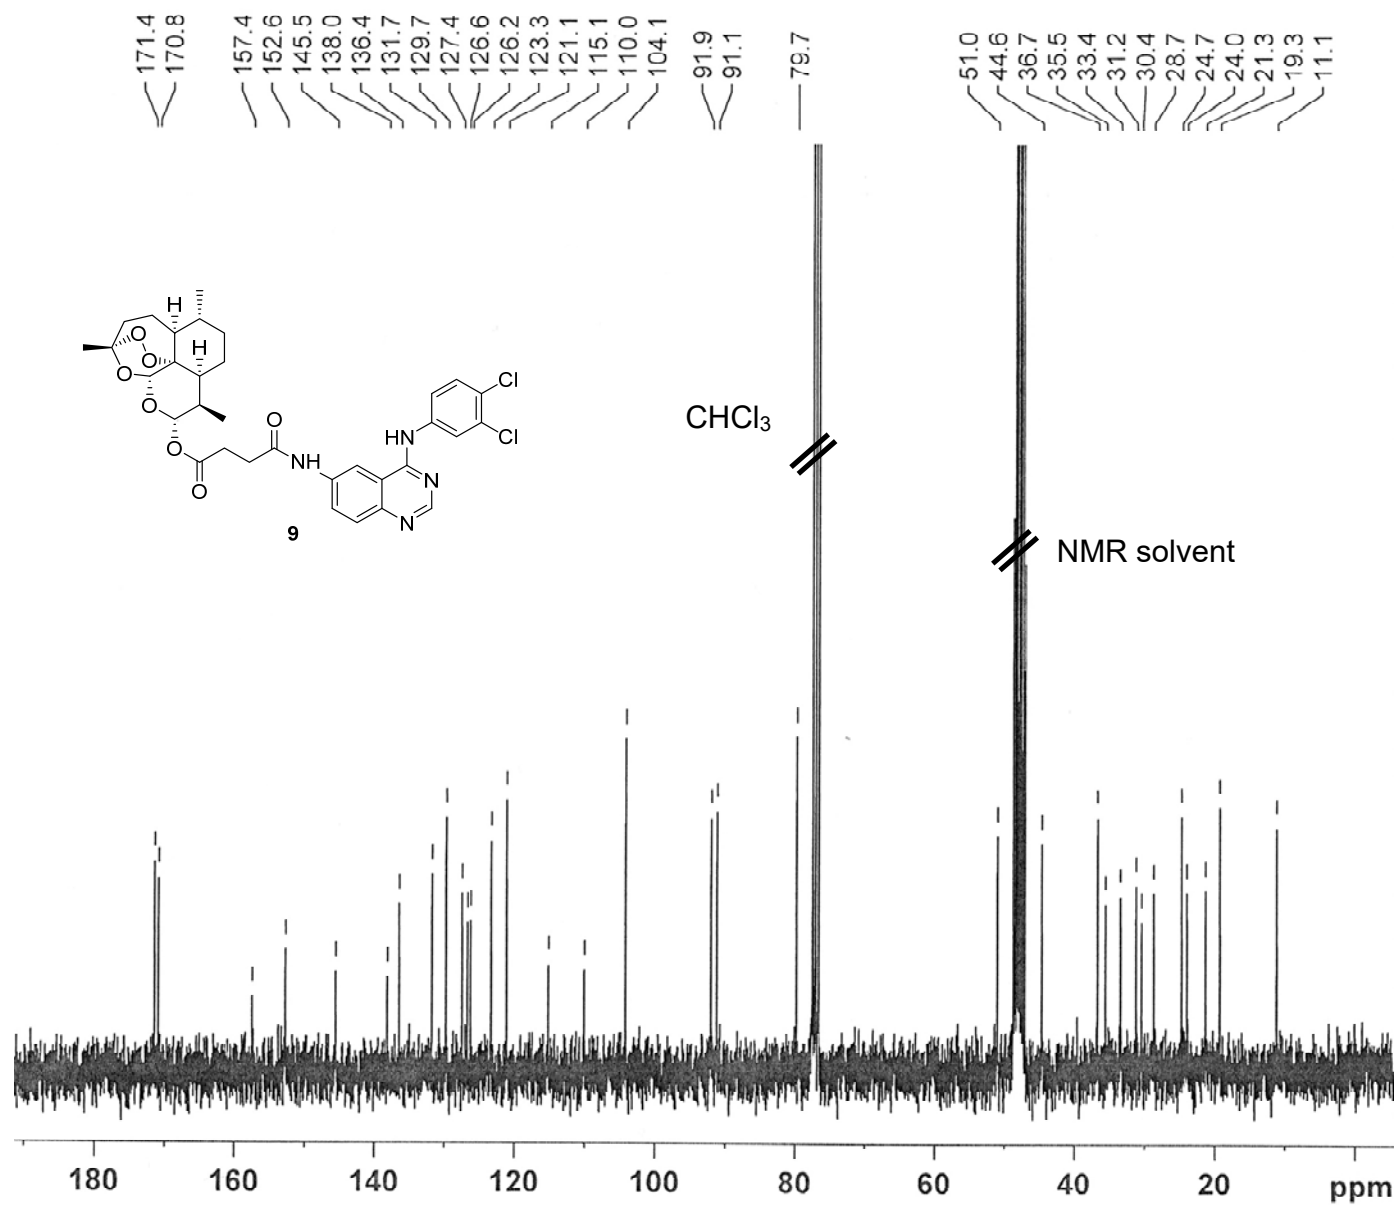 171.4
170.8
157.4
152.6
145.5
138.0
136.4
131.7
129.7
127.4
126.6
126.2
123.3
121.1
115.1
110.0
104.1
91.9
91.1
79.7
51.0
44.6
36.7
35.5
33.4
31.2
30.4
28.7
24.7
24.0
21.3
19.3
11.1
H
O
H
O
O
O
Cl
O
HN
Cl
O
NH
N
O
N
9
CHCl₃
NMR solvent
180 160 140 120 100 80 60 40 20 ppm